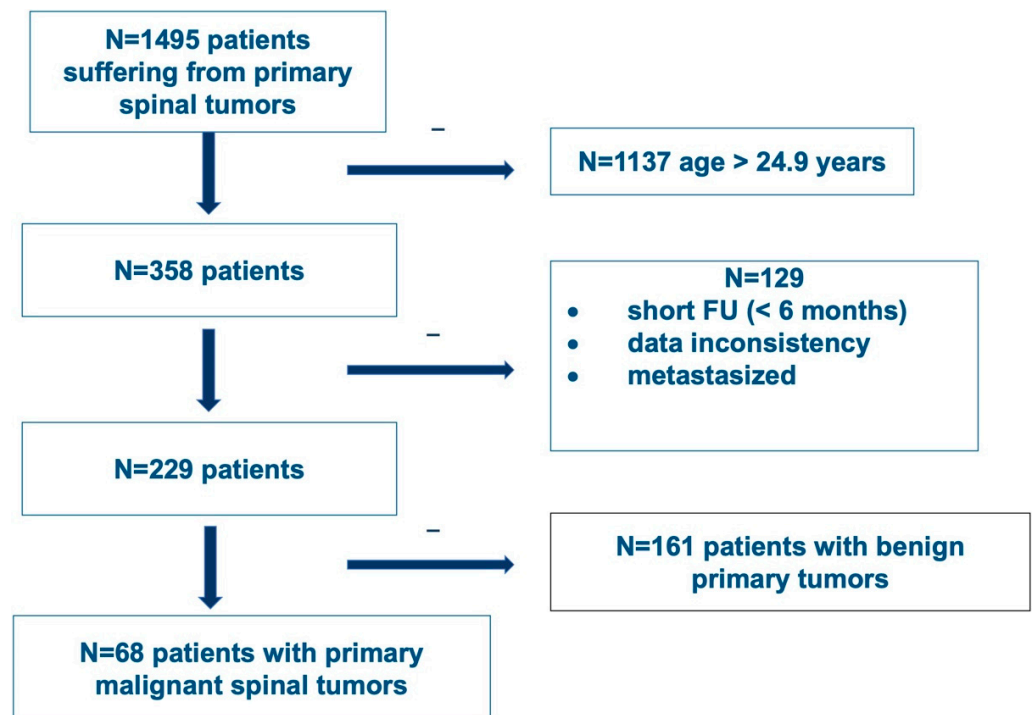 N=1495 patients
suffering from primary
spinal tumors
–
N=1137 age > 24.9 years
N=358 patients
–
N=129
• short FU (< 6 months)
• data inconsistency
• metastasized
N=229 patients
–
N=161 patients with benign
primary tumors
N=68 patients with primary
malignant spinal tumors